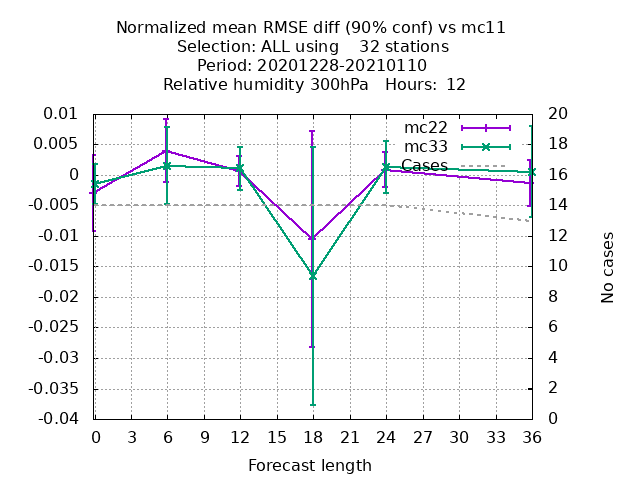 Normalized mean RMSE diff (90% conf) vs mc11
Selection: ALL using    32 stations
Period: 20201228-20210110
Relative humidity 300hPa   Hours:  12
mc22
mc33
Cases
0.01
0.005
0
-0.005
-0.01
-0.015
-0.02
-0.025
-0.03
-0.035
-0.04
20
18
16
14
12
10
8
6
4
2
0
No cases
0 3 6 9 12 15 18 21 24 27 30 33 36
Forecast length